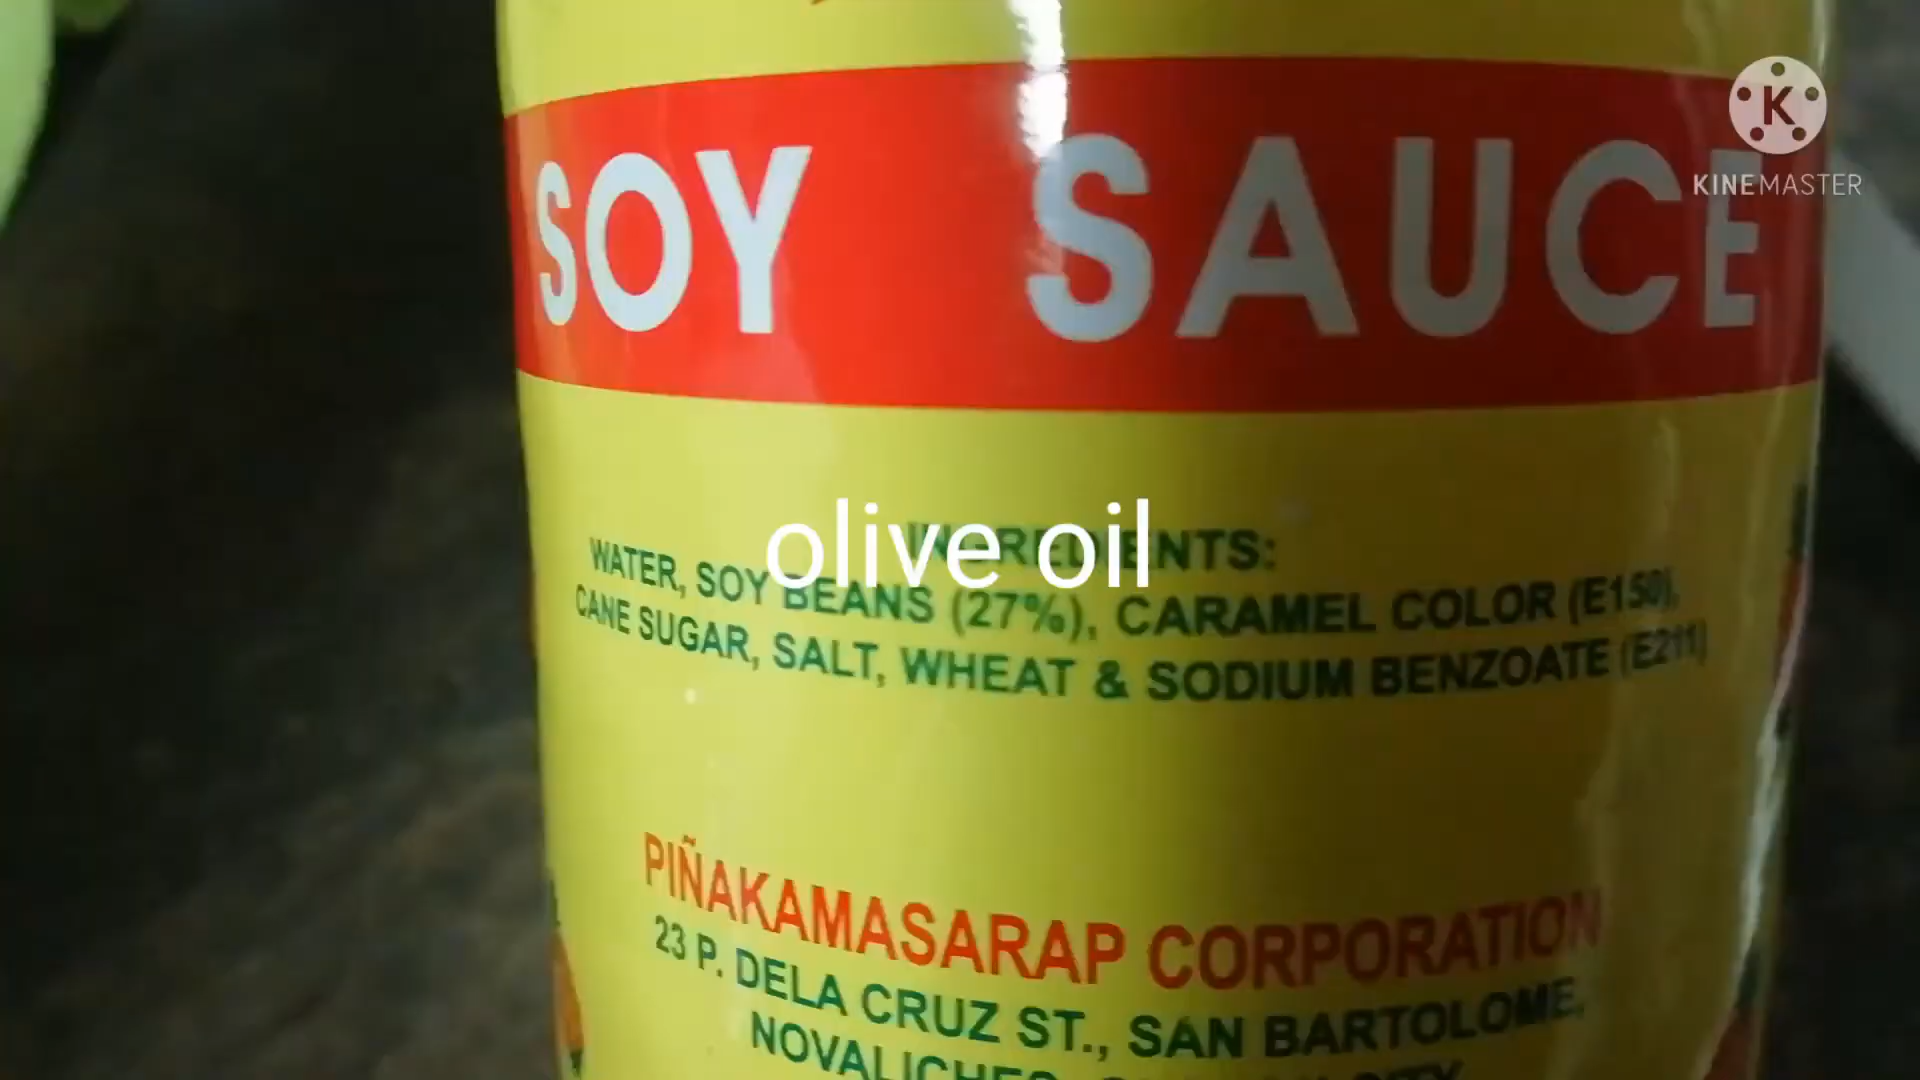 SOY SAUCE
K
KINEMASTER
olive oil
INGREDIENTS:
WATER, SOY BEANS (27%), CARAMEL COLOR (E150),
CANE SUGAR, SALT, WHEAT & SODIUM BENZOATE (E211)
PIÑAKAMASARAP CORPORATION
23 P. DELA CRUZ ST., SAN BARTOLOME,
NOVALICHES